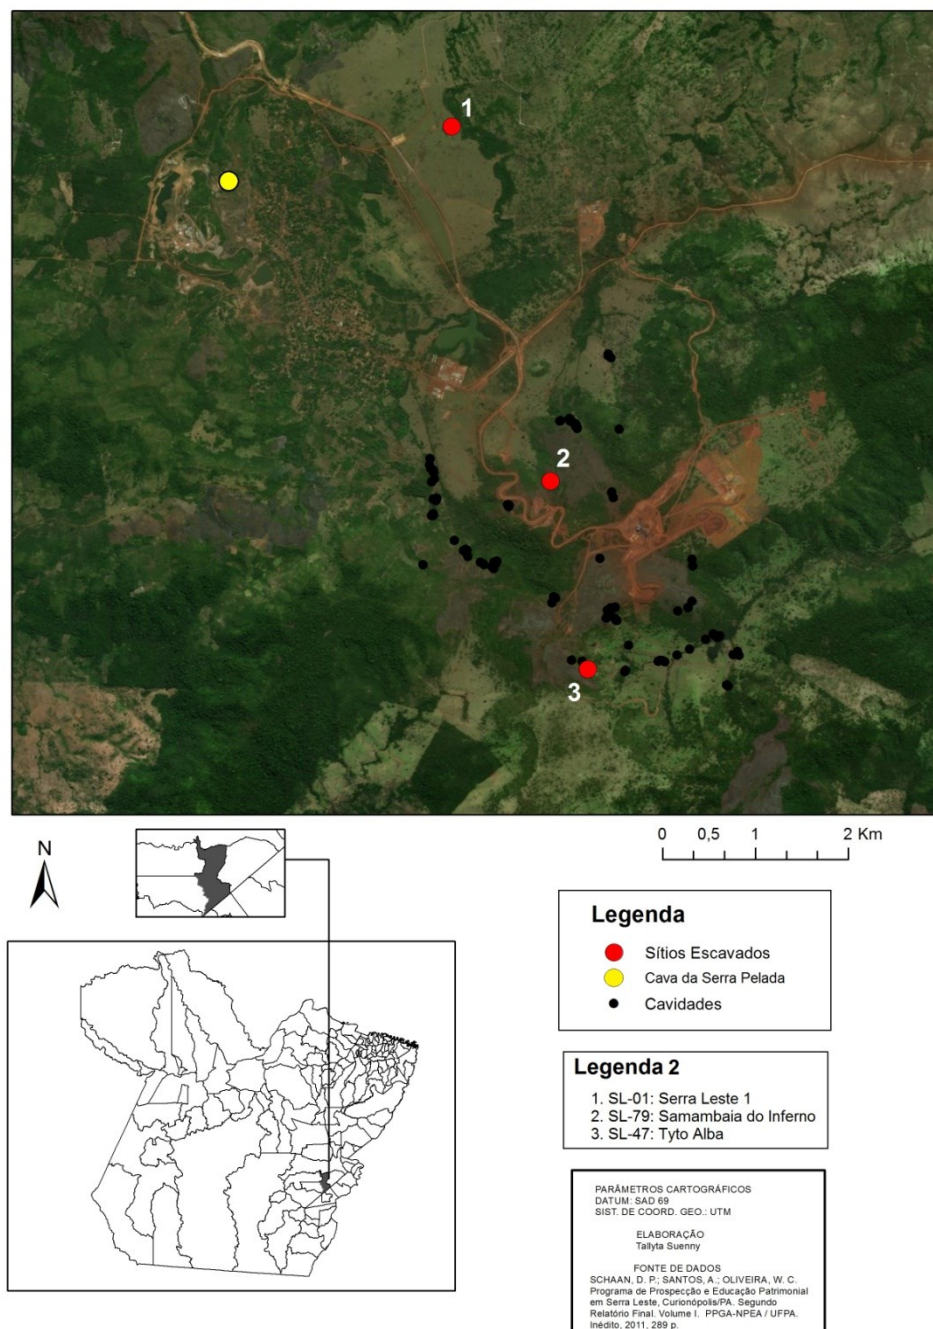 1
2
3
N
0 0,5 1 2 Km
Legenda
Sítios Escavados
Cava da Serra Pelada
Cavidades
Legenda 2
1. SL-01: Serra Leste 1
2. SL-79: Samambaia do Inferno
3. SL-47: Tyto Alba
PARÂMETROS CARTOGRÁFICOS
DATUM: SAD 69
SIST. DE COORD. GEO.: UTM
ELABORAÇÃO
Tallyta Suenny
FONTE DE DADOS
SCHAAN, D. P.; SANTOS, A.; OLIVEIRA, W. C.
Programa de Prospecção e Educação Patrimonial
em Serra Leste, Curionópolis/PA. Segundo
Relatório Final. Volume I. PPGA-NPEA / UFPA.
Inédito, 2011, 289 p.